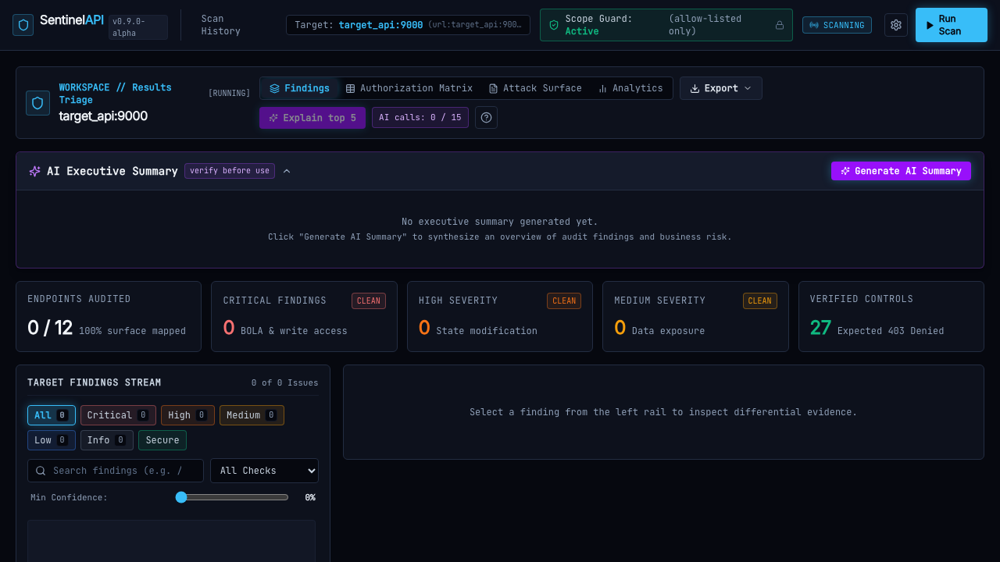 SentinelAPI
v0.9.0-
alpha
Scan
History
Target: target_api:9000 (url:target_api:900…
Scope Guard:
Active
(allow-listed
only)
SCANNING
Run
Scan
WORKSPACE // Results
Triage
target_api:9000
[RUNNING]
Findings
Authorization Matrix
Attack Surface
Analytics
Export
Explain top 5
AI calls: 0 / 15
AI Executive Summary
verify before use
Generate AI Summary
No executive summary generated yet.
Click "Generate AI Summary" to synthesize an overview of audit findings and business risk.
ENDPOINTS AUDITED
0 / 12 100% surface mapped
CRITICAL FINDINGS
CLEAN
0 BOLA & write access
HIGH SEVERITY
CLEAN
0 State modification
MEDIUM SEVERITY
CLEAN
0 Data exposure
VERIFIED CONTROLS
27 Expected 403 Denied
TARGET FINDINGS STREAM
0 of 0 Issues
All 0
Critical 0
High 0
Medium 0
Low 0
Info 0
Secure
Search findings (e.g. /
All Checks
Min Confidence:
0%
Select a finding from the left rail to inspect differential evidence.